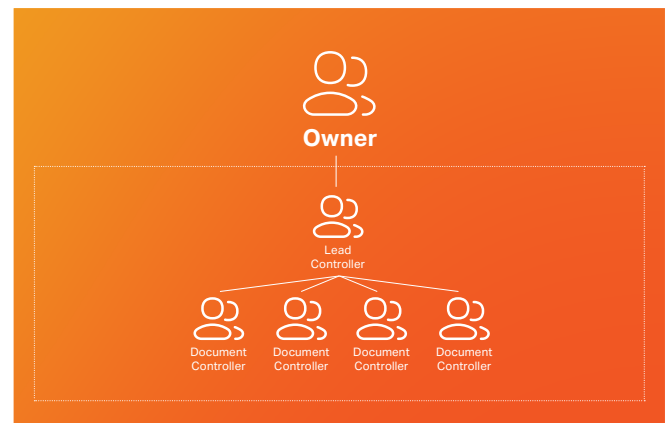 Owner
Lead
Controller
Document
Controller
Document
Controller
Document
Controller
Document
Controller